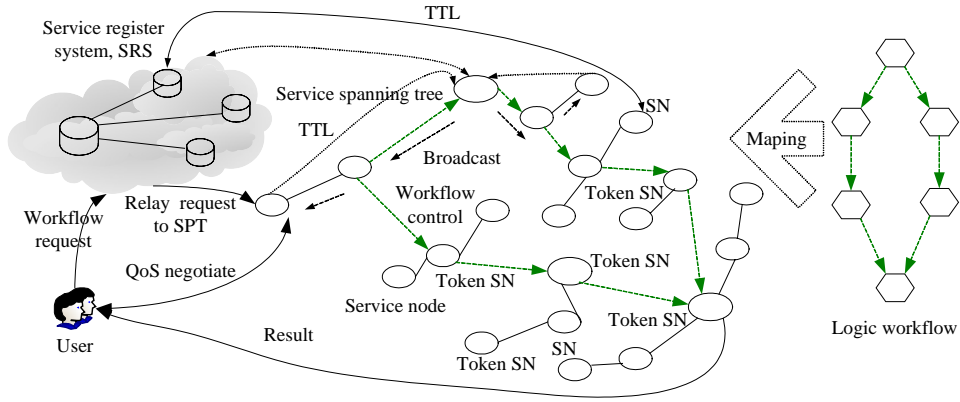 TTL
Service register
system, SRS
Service spanning tree
TTL
SN
Maping
Broadcast
Workflow
control
Token SN
Relay request
to SPT
Workflow
request
QoS negotiate
Token SN
Token SN
Service node
Token SN
Result
User
Token SN
SN
Logic workflow